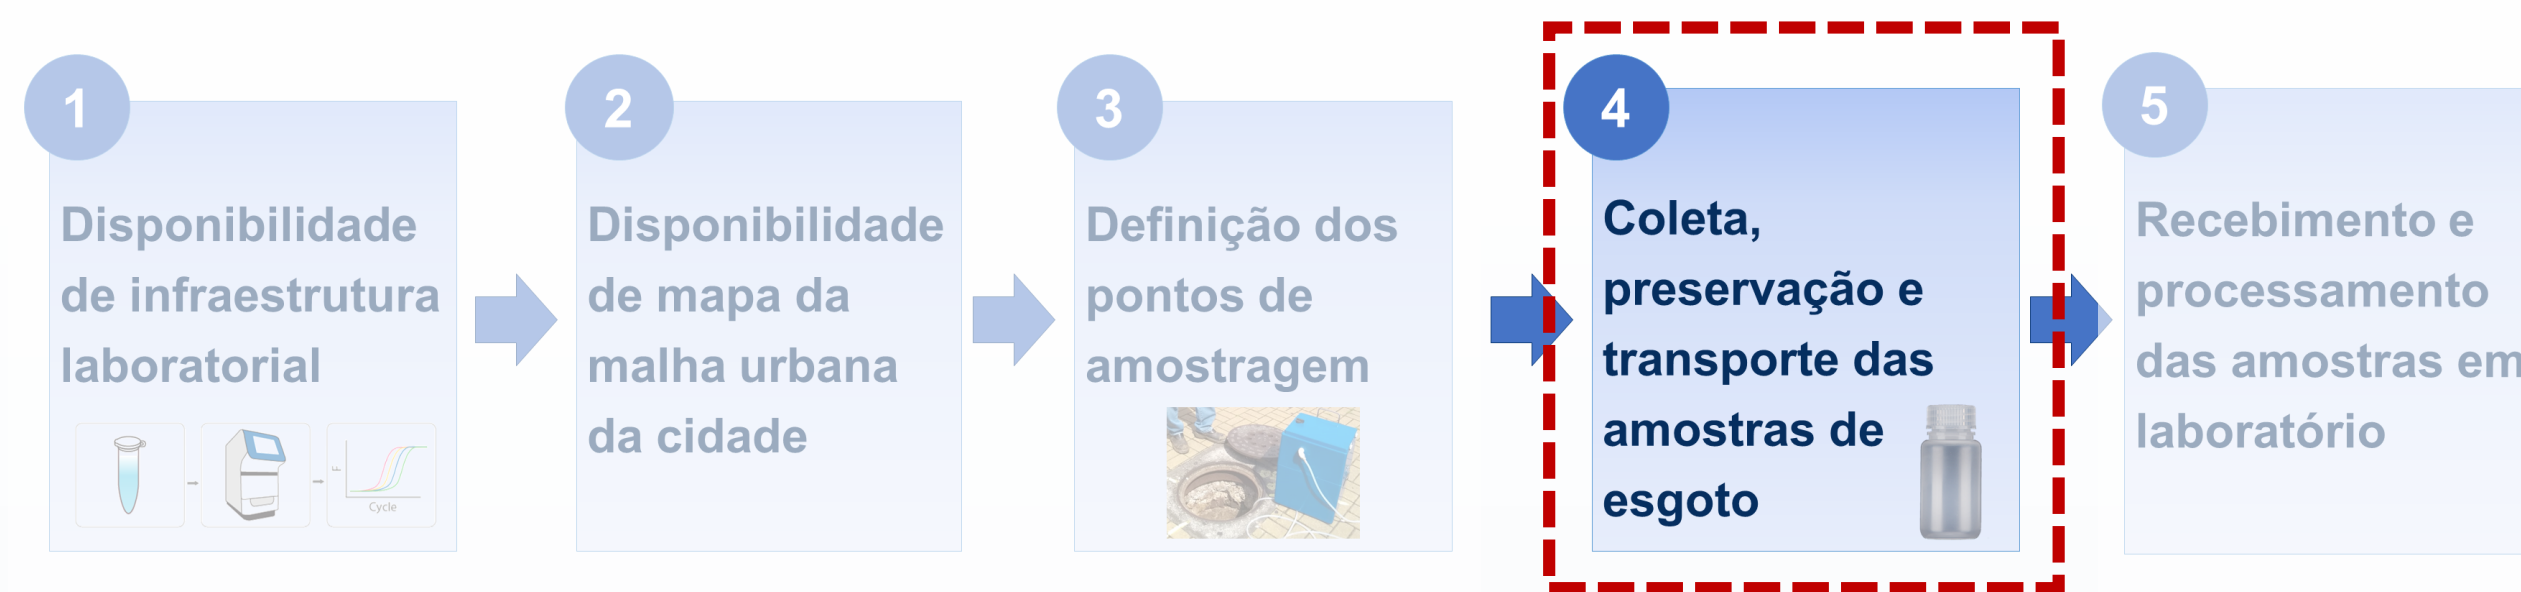 1
Disponibilidade
de infraestrutura
laboratorial
F
Cycle
2
Disponibilidade
de mapa da
malha urbana
da cidade
3
Definição dos
pontos de
amostragem
4
Coleta,
preservação e
transporte das
amostras de
esgoto
5
Recebimento e
processamento
das amostras em
laboratório